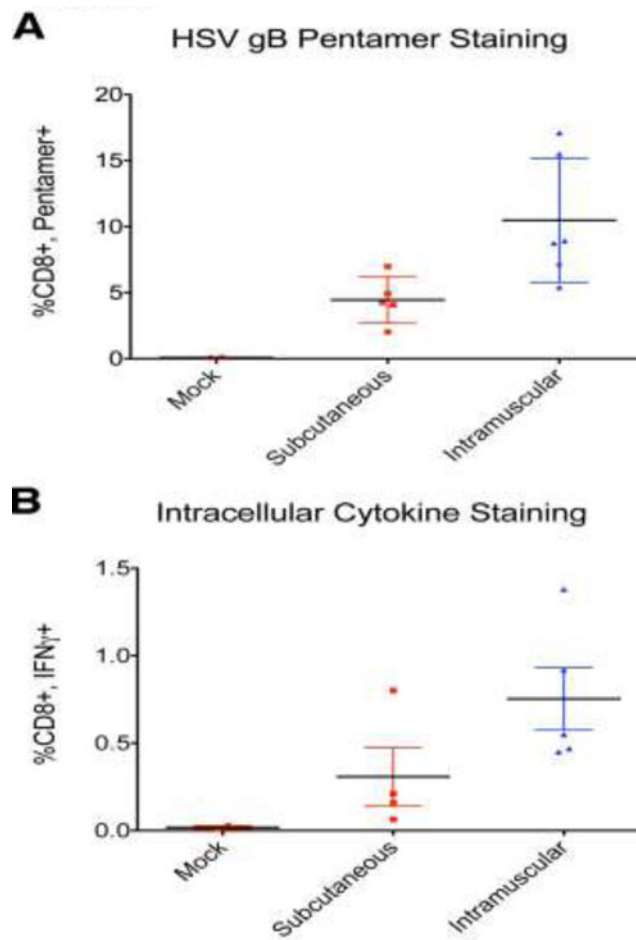 A
HSV gB Pentamer Staining
%CD8+, Pentamer+
20
15
10
5
0
Mock
Subcutaneous
Intramuscular
B
Intracellular Cytokine Staining
%CD8+, IFNγ+
1.5
1.0
0.5
0.0
Mock
Subcutaneous
Intramuscular